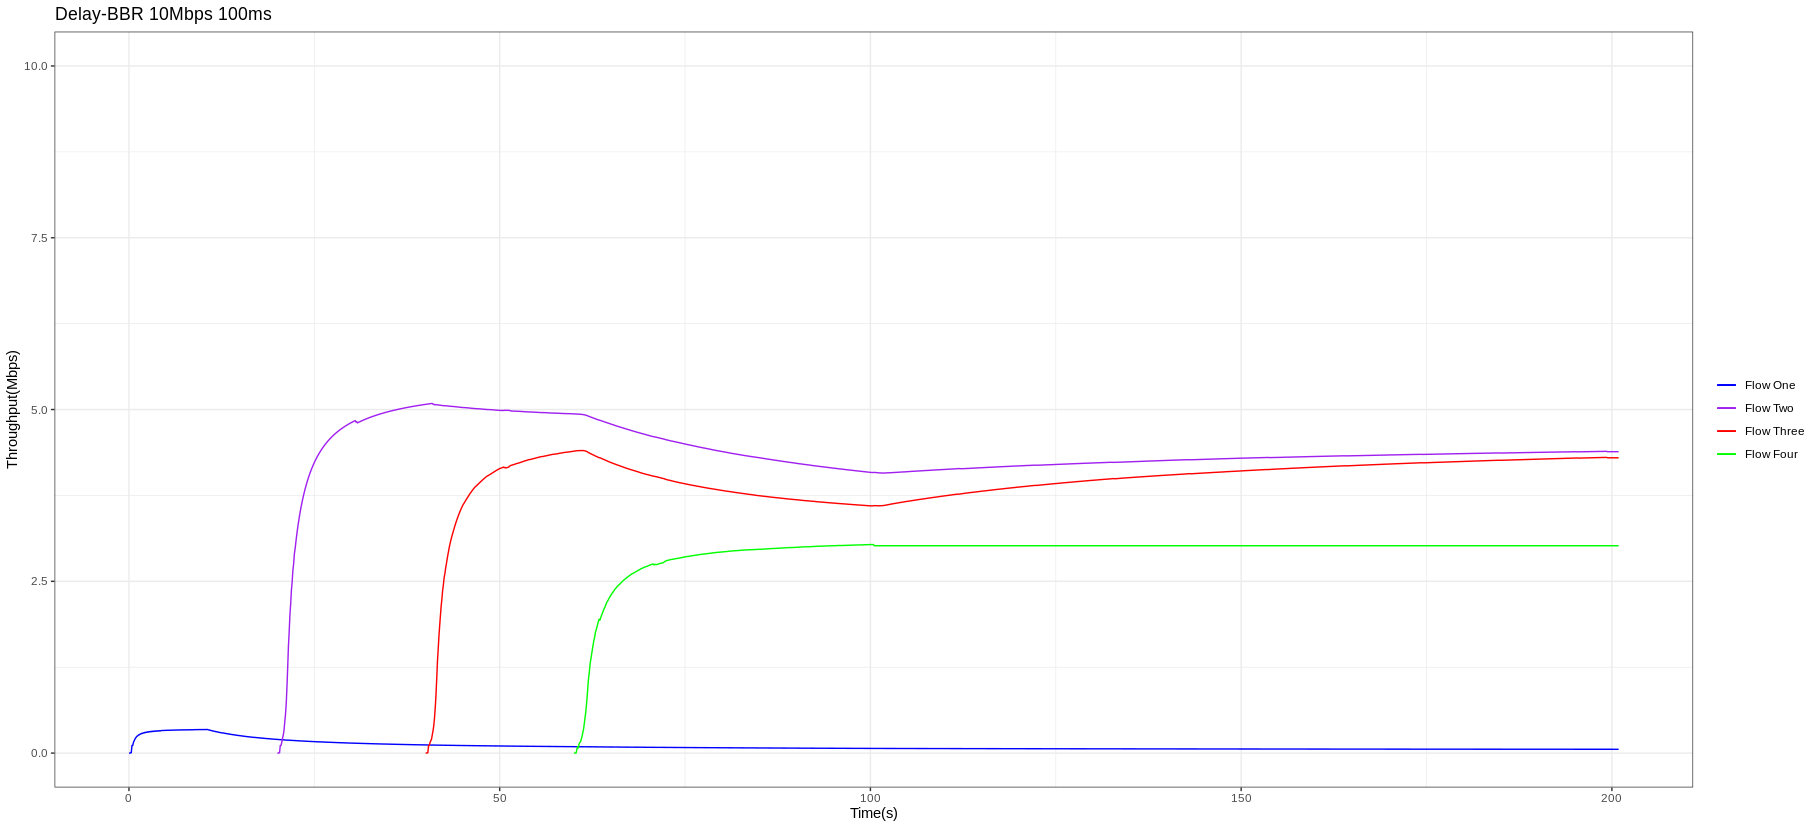 Delay-BBR 10Mbps 100ms
Throughput(Mbps)
10.0
7.5
5.0
2.5
0.0
0
50
100
150
200
Time(s)
Flow One
Flow Two
Flow Three
Flow Four